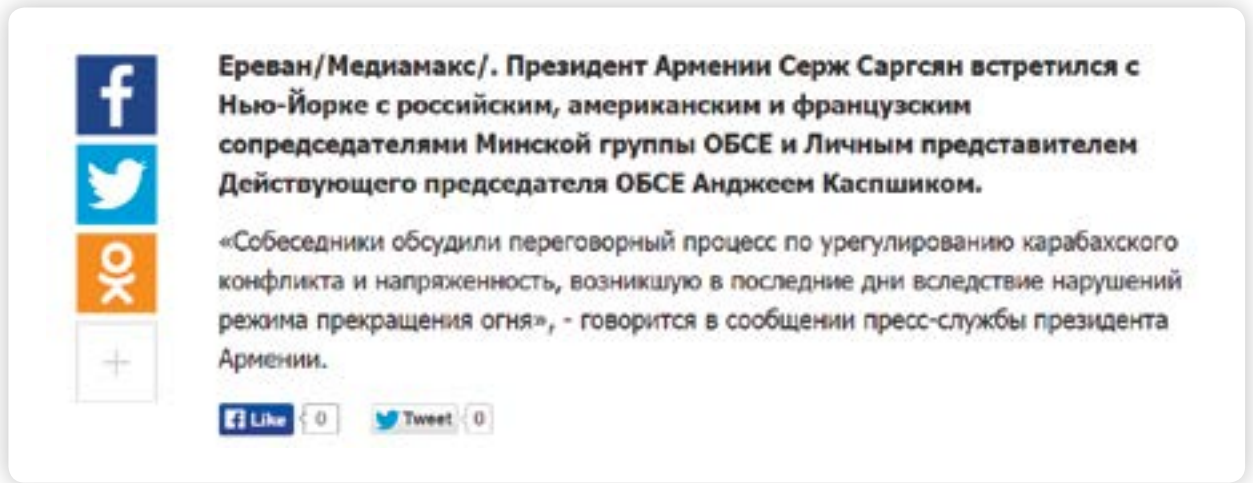 Ереван/Медиамакс/. Президент Армении Серж Саргсян встретился с
Нью-Йорке с российским, американским и французским
сопредседателями Минской группы ОБСЕ и Личным представителем
Действующего председателя ОБСЕ Анджеем Каспшиком.
«Собеседники обсудили переговорный процесс по урегулированию карабахского
конфликта и напряженность, возникшую в последние дни вследствие нарушений
режима прекращения огня», - говорится в сообщении пресс-службы президента
Армении.
Like 0 Tweet 0